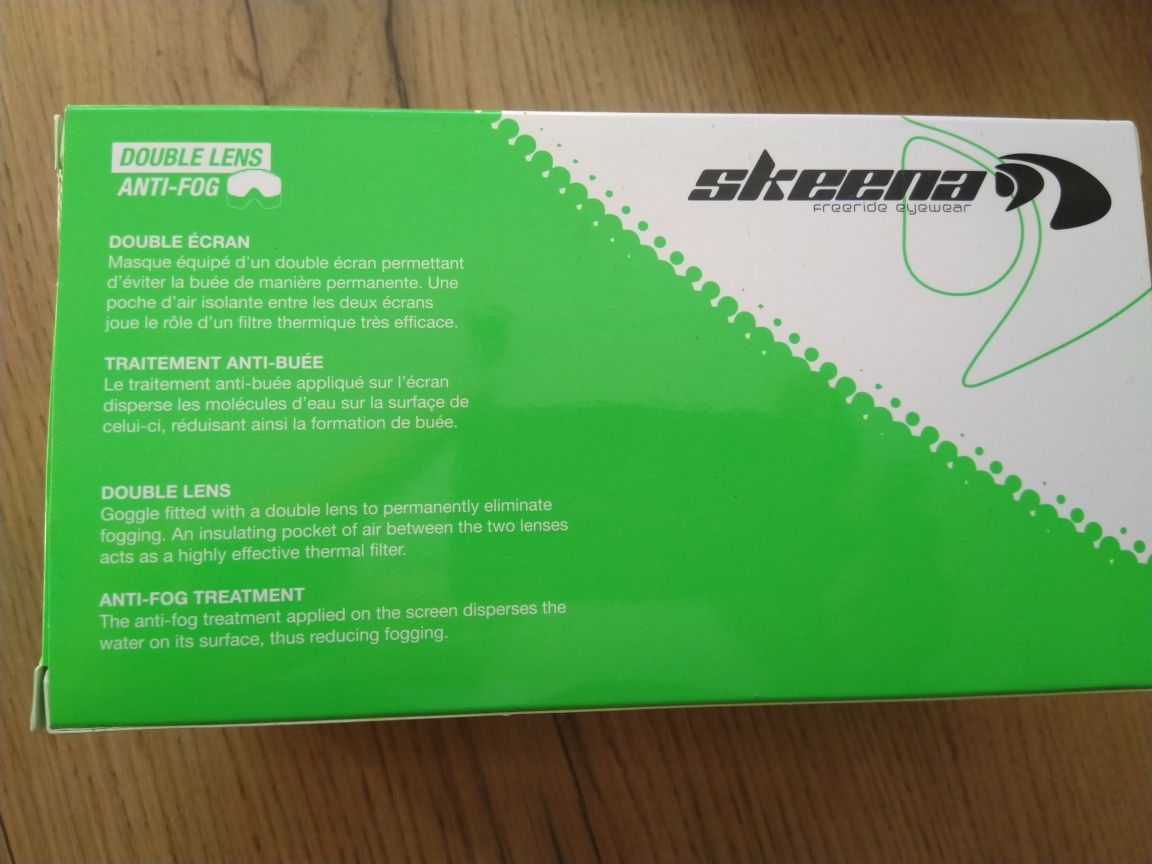 DOUBLE LENS
ANTI-FOG
skeena
freeride eyewear
DOUBLE ÉCRAN
Masque équipé d'un double écran permettant
d'éviter la buée de manière permanente. Une
poche d'air isolante entre les deux écrans
joue le rôle d'un filtre thermique très efficace.
TRAITEMENT ANTI-BUÉE
Le traitement anti-buée appliqué sur l'écran
disperse les molécules d'eau sur la surfaçe de
celui-ci, réduisant ainsi la formation de buée.
DOUBLE LENS
Goggle fitted with a double lens to permanently eliminate
fogging. An insulating pocket of air between the two lenses
acts as a highly effective thermal filter.
ANTI-FOG TREATMENT
The anti-fog treatment applied on the screen disperses the
water on its surface, thus reducing fogging.